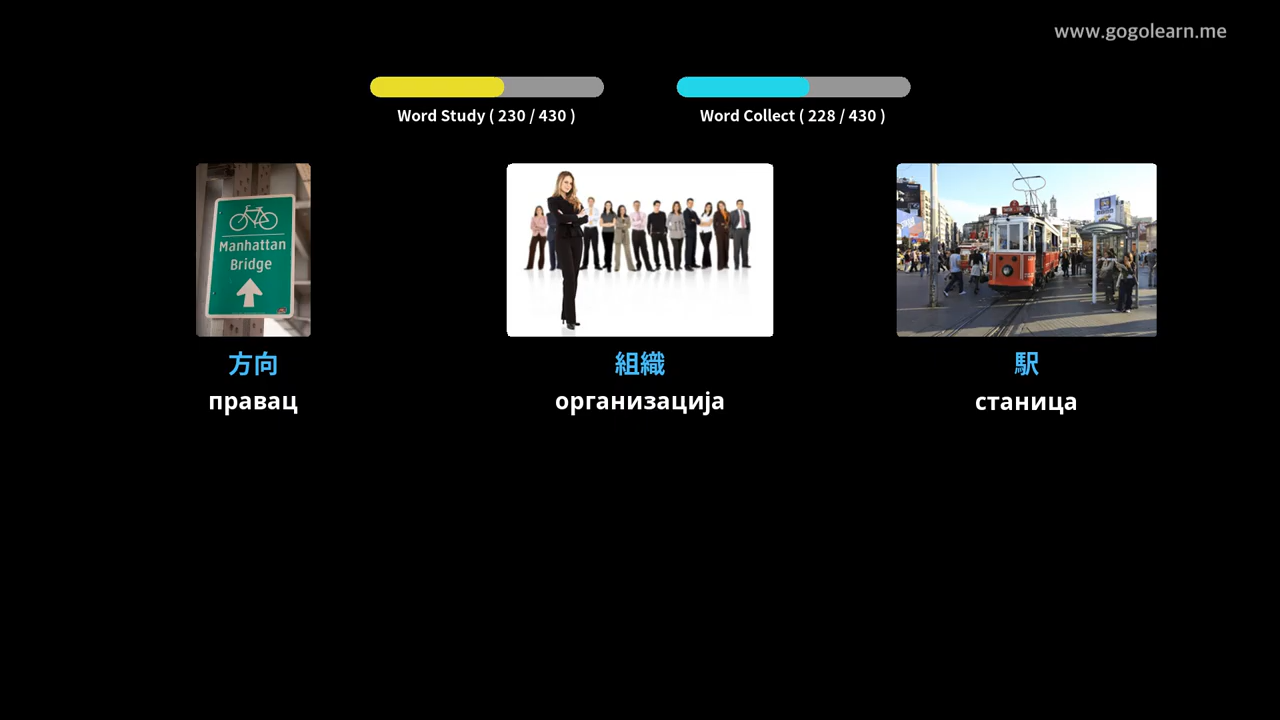 www.gogolearn.me
Word Study ( 230 / 430 )
Word Collect ( 228 / 430 )
Manhattan
Bridge
方向
правац
組織
организација
駅
станица